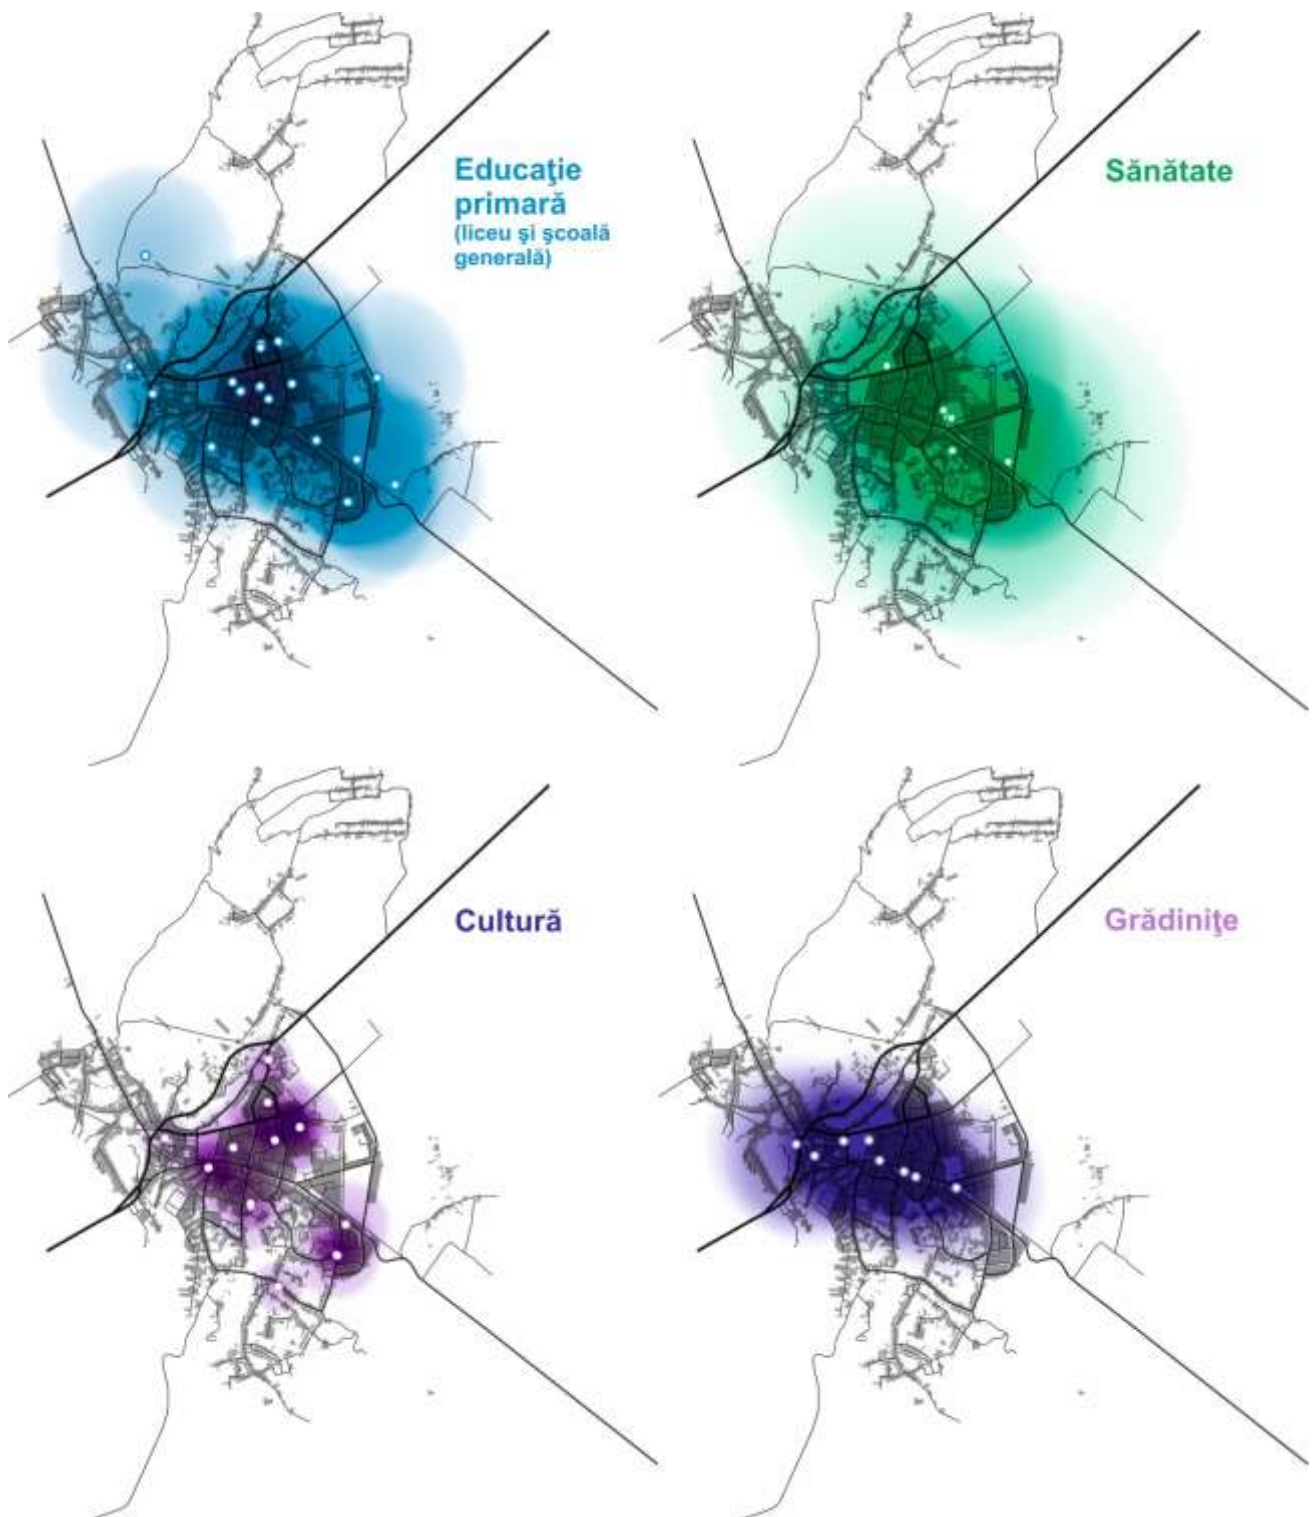 Educaţie
primară
(liceu şi şcoală
generală)
Sănătate
Cultură
Grădiniţe